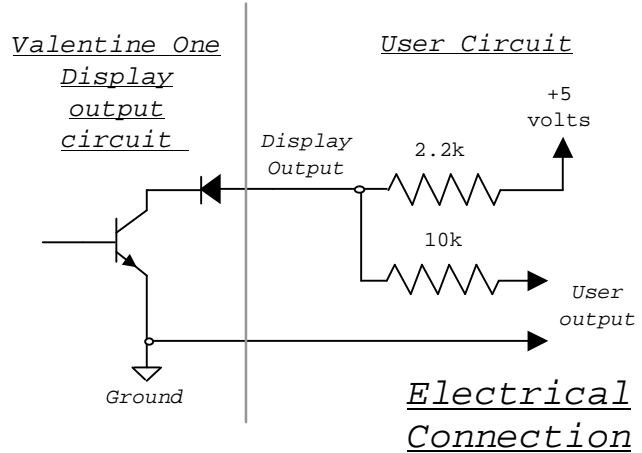 Valentine One
Display
output
circuit
User Circuit
+5
volts
Display
Output
2.2k
10k
User
output
Ground
Electrical
Connection